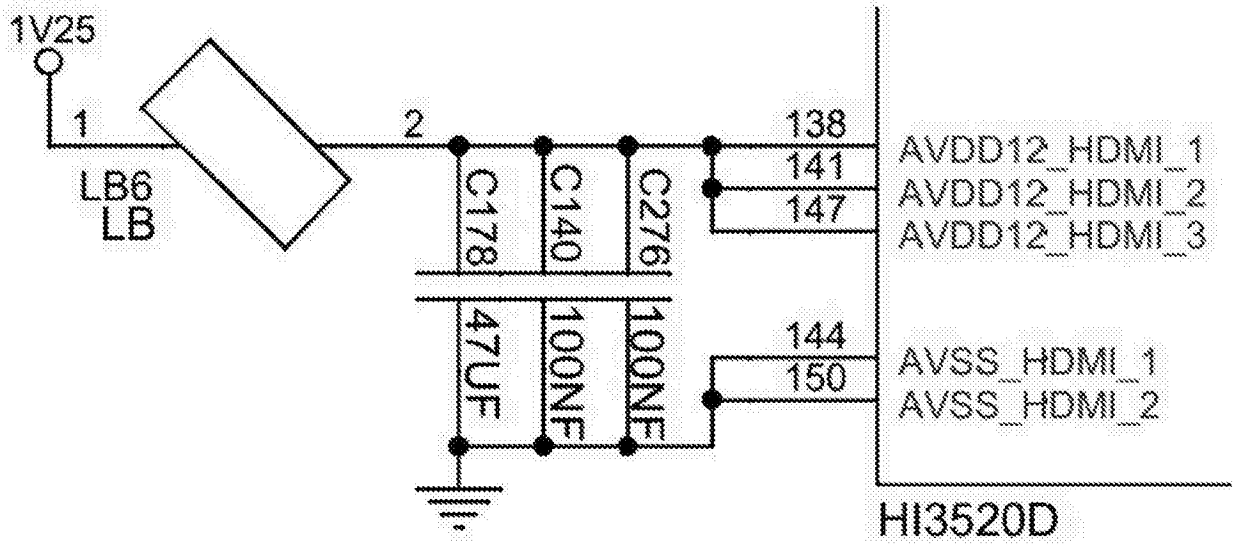 1V25
1
2
LB6
LB
C178
C140
C276
47UF
100NF
100NF
138
141
147
144
150
AVDD12_HDMI_1
AVDD12_HDMI_2
AVDD12_HDMI_3
AVSS_HDMI_1
AVSS_HDMI_2
HI3520D